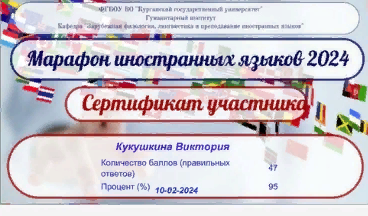 ФГБОУ ВО "Курганский государственный университет"
Гуманитарный институт
Кафедра "Зарубежная филология, лингвистика и преподавание иностранных языков"
Марафон иностранных языков 2024
Сертификат участника
Кукушкина Виктория
Количество баллов (правильных ответов) 47
Процент (%) 10-02-2024 95